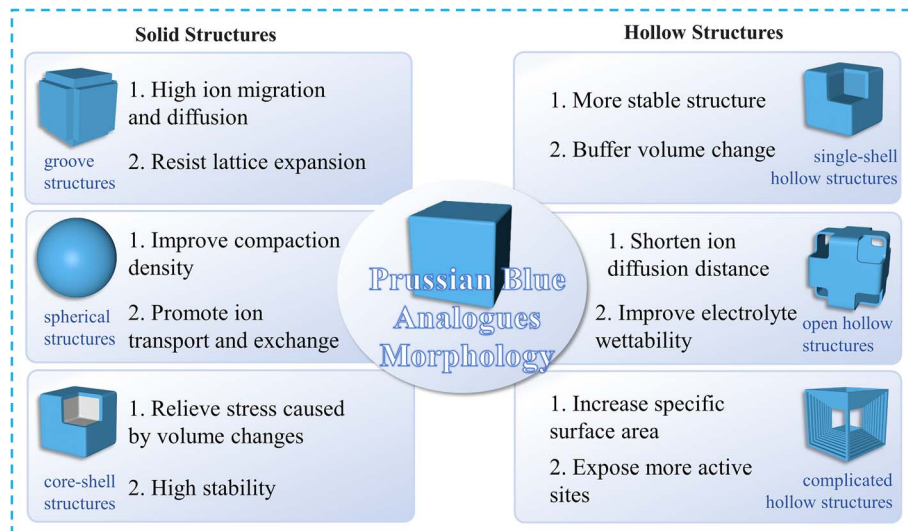 Solid Structures
1. High ion migration
and diffusion
2. Resist lattice expansion
groove
structures
1. Improve compaction
density
2. Promote ion
transport and exchange
spherical
structures
1. Relieve stress caused
by volume changes
2. High stability
core-shell
structures
Prussian Blue
Analogues
Morphology
Hollow Structures
1. More stable structure
2. Buffer volume change
single-shell
hollow structures
1. Shorten ion
diffusion distance
2. Improve electrolyte
wettability
open hollow
structures
1. Increase specific
surface area
2. Expose more active
sites
complicated
hollow structures